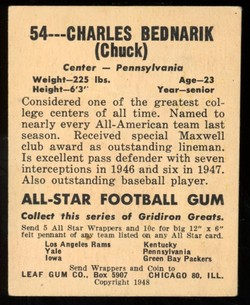 54---CHARLES BEDNARIK
(Chuck)
Center — Pennsylvania
Weight—225 lbs. Age—23
Height—6'3" Year—senior
Considered one of the greatest col-
lege centers of all time. Named to
nearly every All-American team last
season. Received special Maxwell
club award as outstanding lineman.
Is excellent pass defender with seven
interceptions in 1946 and in 1947.
Also outstanding baseball player.
ALL-STAR FOOTBALL GUM
Collect this series of Gridiron Greats.
Send 5 All Star Wrappers and 10c for big 12" x 6"
felt pennant of any team listed on any All Star card.
Los Angeles Rams Kentucky
Yale Pennsylvania
Iowa Green Bay Packers
Send Wrappers and Coin to
LEAF GUM CO., Box 5907 CHICAGO 80, ILL.
Copyright 1948